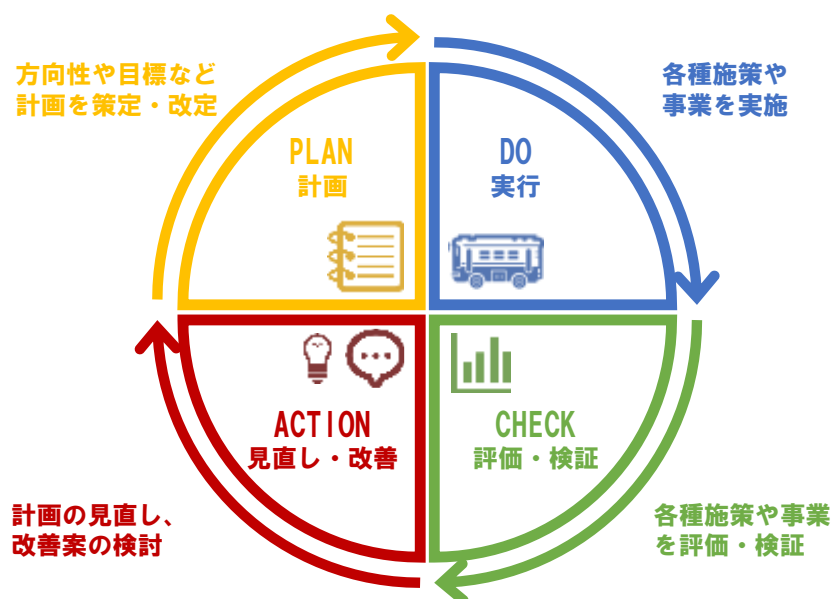 方向性や目標など
計画を策定・改定
PLAN
計画
各種施策や
事業を実施
DO
実行
ACTION
見直し・改善
計画の見直し、
改善案の検討
CHECK
評価・検証
各種施策や事業
を評価・検証